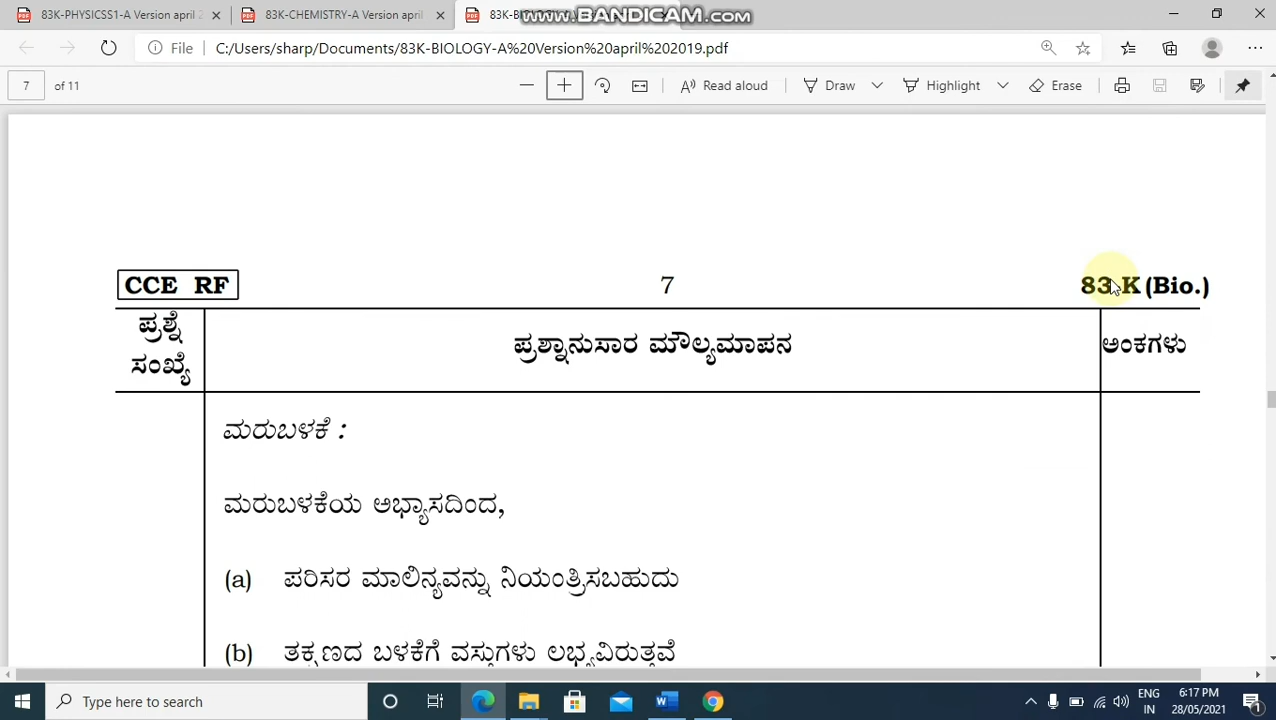 83K-PHYSICSS1-A Version april 2
83K-CHEMISTRY-A Version april
83K-B
www.BANDICAM.com
File C:/Users/sharp/Documents/83K-BIOLOGY-A%20Version%20april%202019.pdf
7 of 11
Read aloud Draw Highlight Erase
CCE RF 7 83-K (Bio.)
ಪ್ರಶ್ನೆ
ಸಂಖ್ಯೆ ಪ್ರಶ್ನಾನುಸಾರ ಮೌಲ್ಯಮಾಪನ ಅಂಕಗಳು
ಮರುಬಳಕೆ :
ಮರುಬಳಕೆಯ ಅಭ್ಯಾಸದಿಂದ,
(a) ಪರಿಸರ ಮಾಲಿನ್ಯವನ್ನು ನಿಯಂತ್ರಿಸಬಹುದು
(b) ತಕ್ಷಣದ ಬಳಕೆಗೆ ವಸ್ತುಗಳು ಲಭ್ಯವಿರುತ್ತವೆ
Type here to search
ENG
IN
6:17 PM
28/05/2021
1